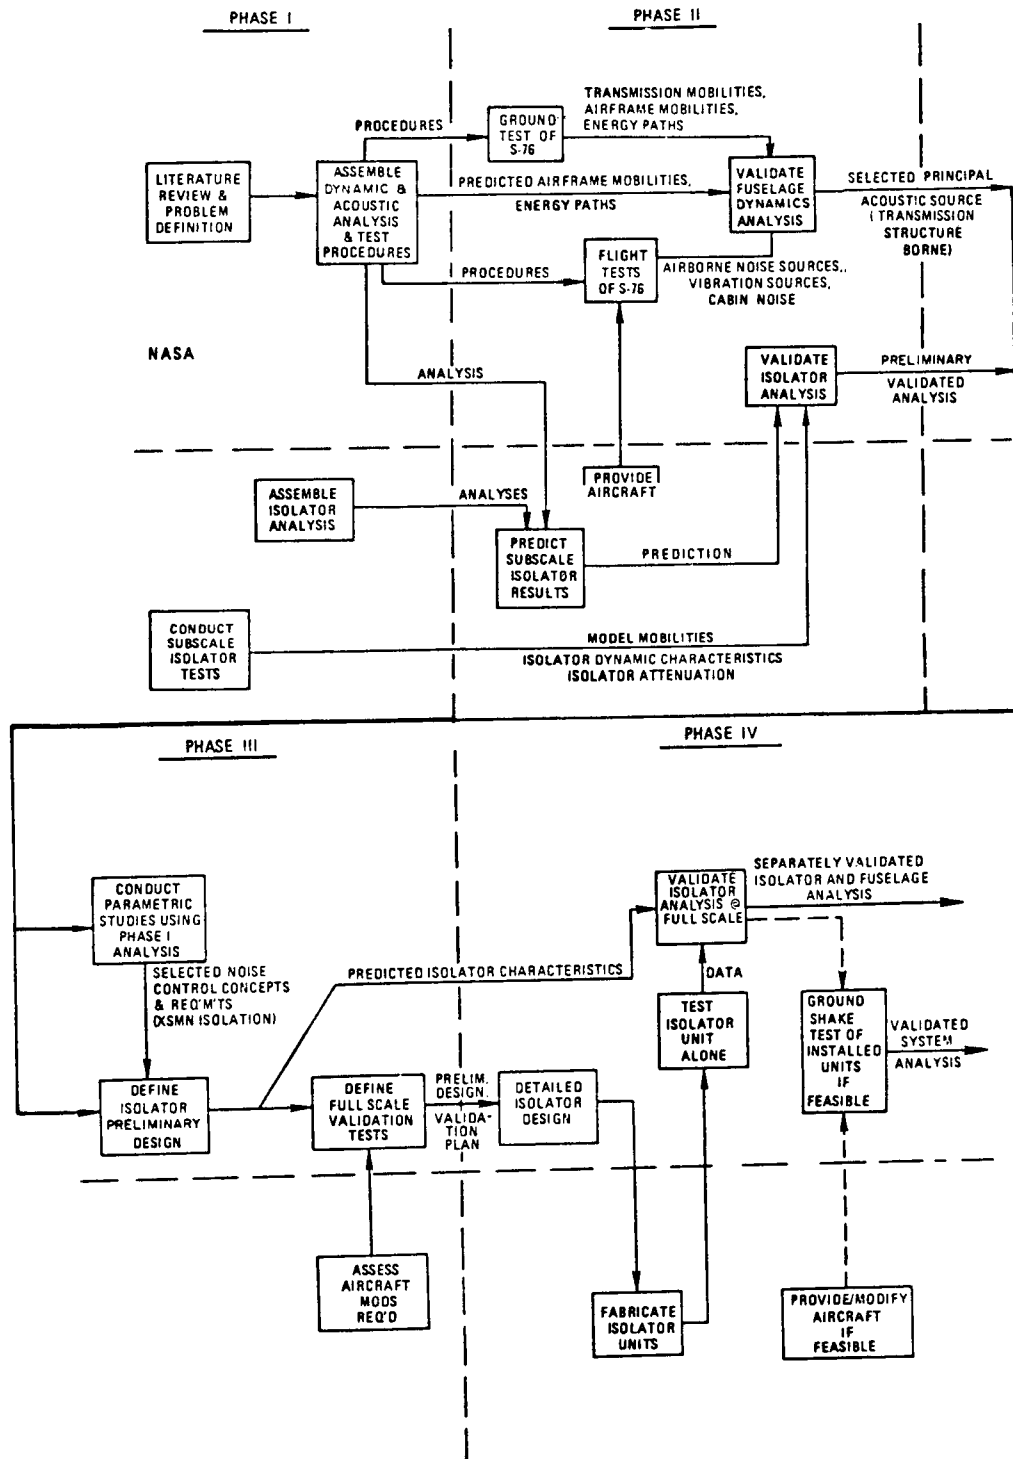 PHASE I
PHASE II
PROCEDURES
GROUND
TEST OF
S-76
TRANSMISSION MOBILITIES,
AIRFRAME MOBILITIES,
ENERGY PATHS
LITERATURE
REVIEW &
PROBLEM
DEFINITION
ASSEMBLE
DYNAMIC &
ACOUSTIC
ANALYSIS
& TEST
PROCEDURES
PREDICTED AIRFRAME MOBILITIES,
ENERGY PATHS
VALIDATE
FUSELAGE
DYNAMICS
ANALYSIS
SELECTED PRINCIPAL
ACOUSTIC SOURCE
(TRANSMISSION
STRUCTURE
BORNE)
PROCEDURES
FLIGHT
TESTS
OF S-76
AIRBORNE NOISE SOURCES,,
VIBRATION SOURCES,
CABIN NOISE
NASA
ANALYSIS
VALIDATE
ISOLATOR
ANALYSIS
PRELIMINARY
VALIDATED
ANALYSIS
PROVIDE
AIRCRAFT
ASSEMBLE
ISOLATOR
ANALYSIS
ANALYSES
PREDICT
SUBSCALE
ISOLATOR
RESULTS
PREDICTION
CONDUCT
SUBSCALE
ISOLATOR
TESTS
MODEL MOBILITIES
ISOLATOR DYNAMIC CHARACTERISTICS
ISOLATOR ATTENUATION
PHASE III
PHASE IV
CONDUCT
PARAMETRIC
STUDIES USING
PHASE I
ANALYSIS
SELECTED NOISE
CONTROL CONCEPTS
& REQ'M'TS
(XSMN ISOLATION)
PREDICTED ISOLATOR CHARACTERISTICS
VALIDATE
ISOLATOR
ANALYSIS @
FULL SCALE
SEPARATELY VALIDATED
ISOLATOR AND FUSELAGE
ANALYSIS
DATA
TEST
ISOLATOR
UNIT
ALONE
GROUND
SHAKE
TEST OF
INSTALLED
UNITS
IF
FEASIBLE
VALIDATED
SYSTEM
ANALYSIS
DEFINE
ISOLATOR
PRELIMINARY
DESIGN
DEFINE
FULL SCALE
VALIDATION
TESTS
PRELIM.
DESIGN.
VALIDA-
TION
PLAN
DETAILED
ISOLATOR
DESIGN
ASSESS
AIRCRAFT
MODS
REQ'D
FABRICATE
ISOLATOR
UNITS
PROVIDE/MODIFY
AIRCRAFT
IF
FEASIBLE